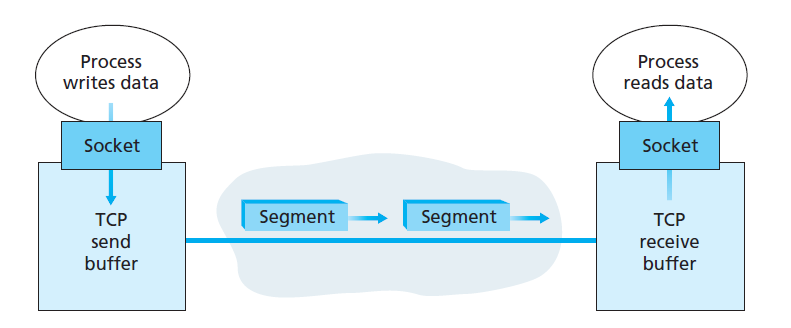 Process
writes data
Socket
TCP
send
buffer
Segment
Segment
Process
reads data
Socket
TCP
receive
buffer